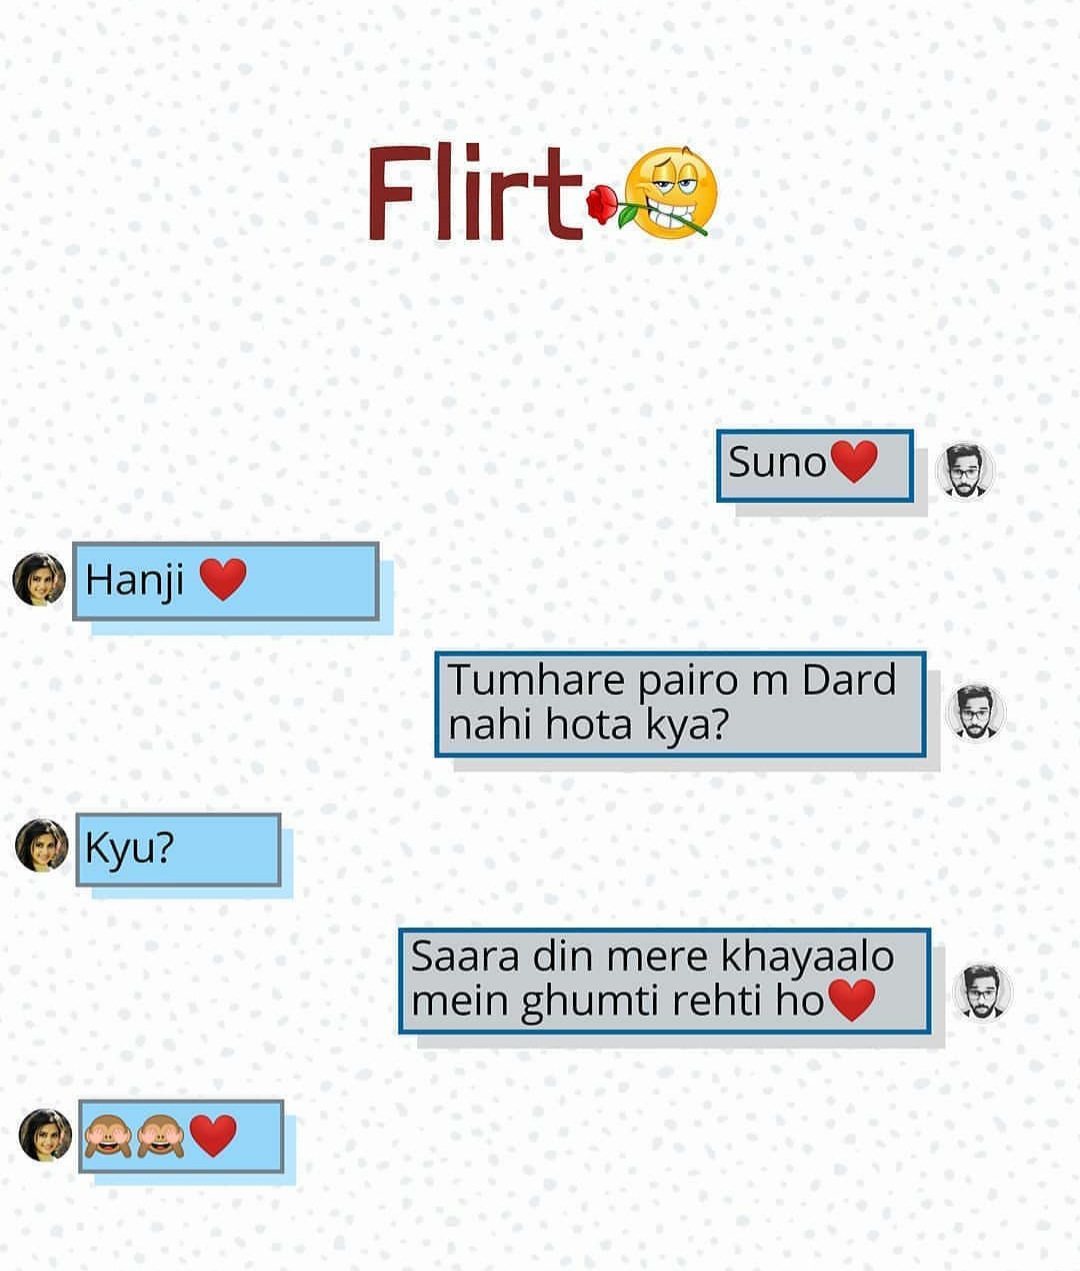 Flirt
Suno❤️
Hanji ❤️
Tumhare pairo m Dard
nahi hota kya?
Kyu?
Saara din mere khayaalo
mein ghumti rehti ho❤️
🙈🙈❤️